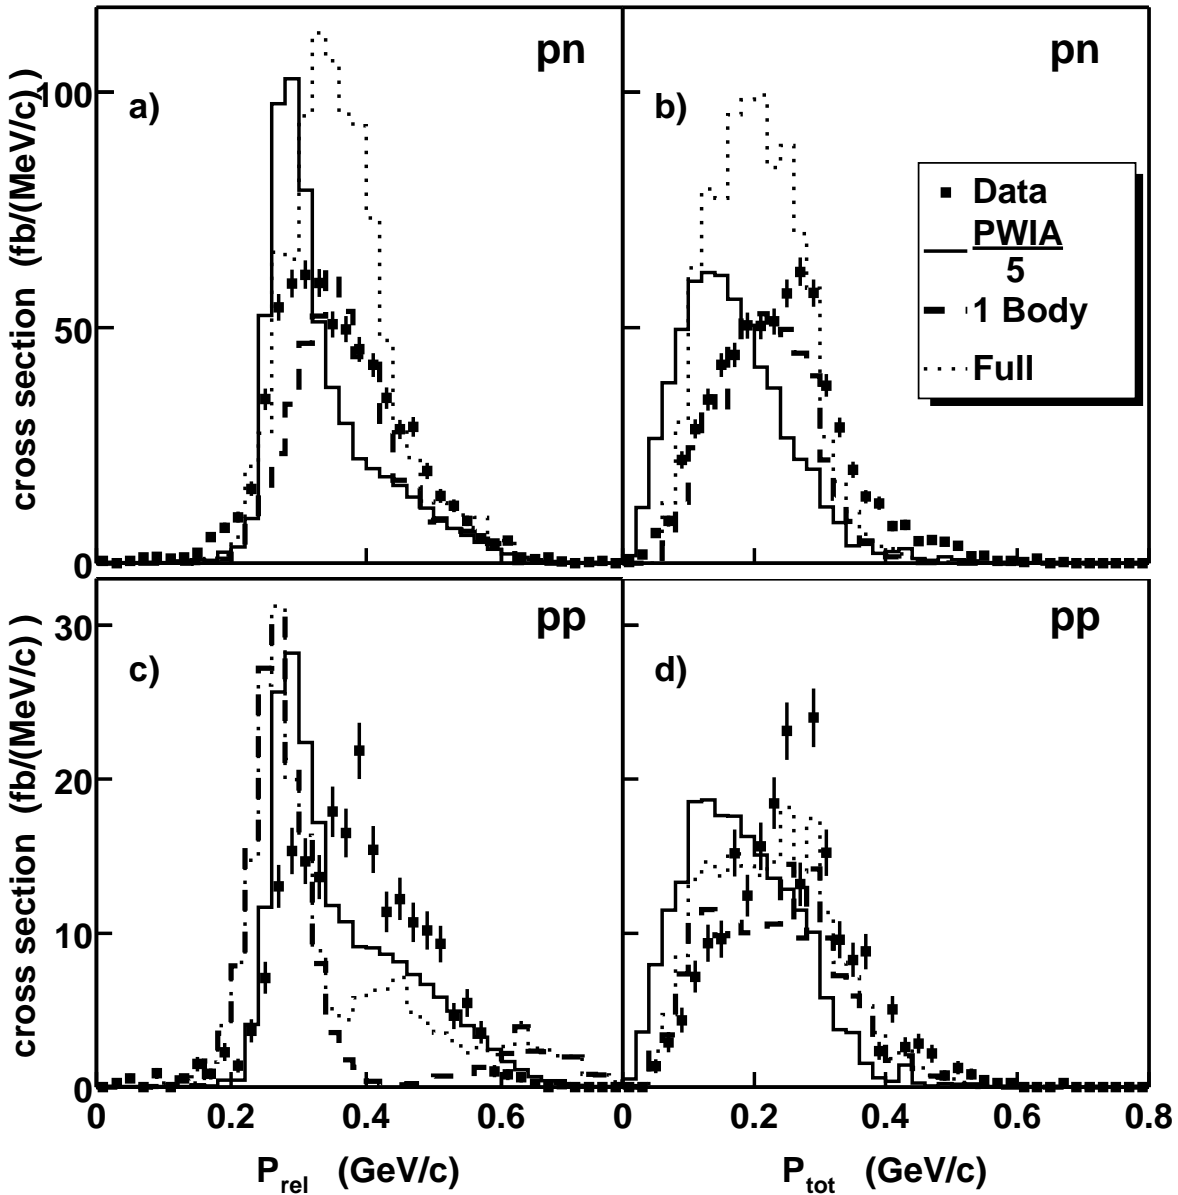 pn
pn
a)
b)
cross section (fb/(MeV/c))
100
50
0
Data
PWIA
5
1 Body
Full
pp
pp
c)
d)
cross section (fb/(MeV/c) )
30
20
10
0
0 0.2 0.4 0.6 0 0.2 0.4 0.6 0.8
P_rel (GeV/c)
P_tot (GeV/c)